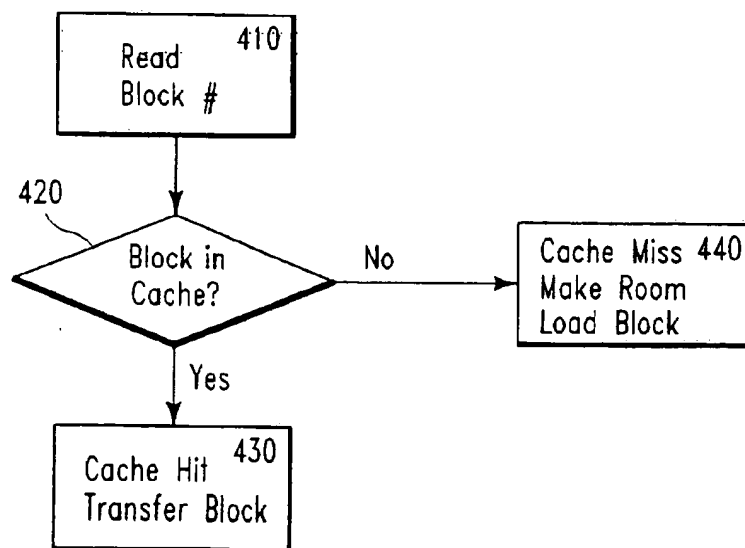 410
Read
Block #
420
Block in
Cache?
No
Cache Miss 440
Make Room
Load Block
Yes
430
Cache Hit
Transfer Block